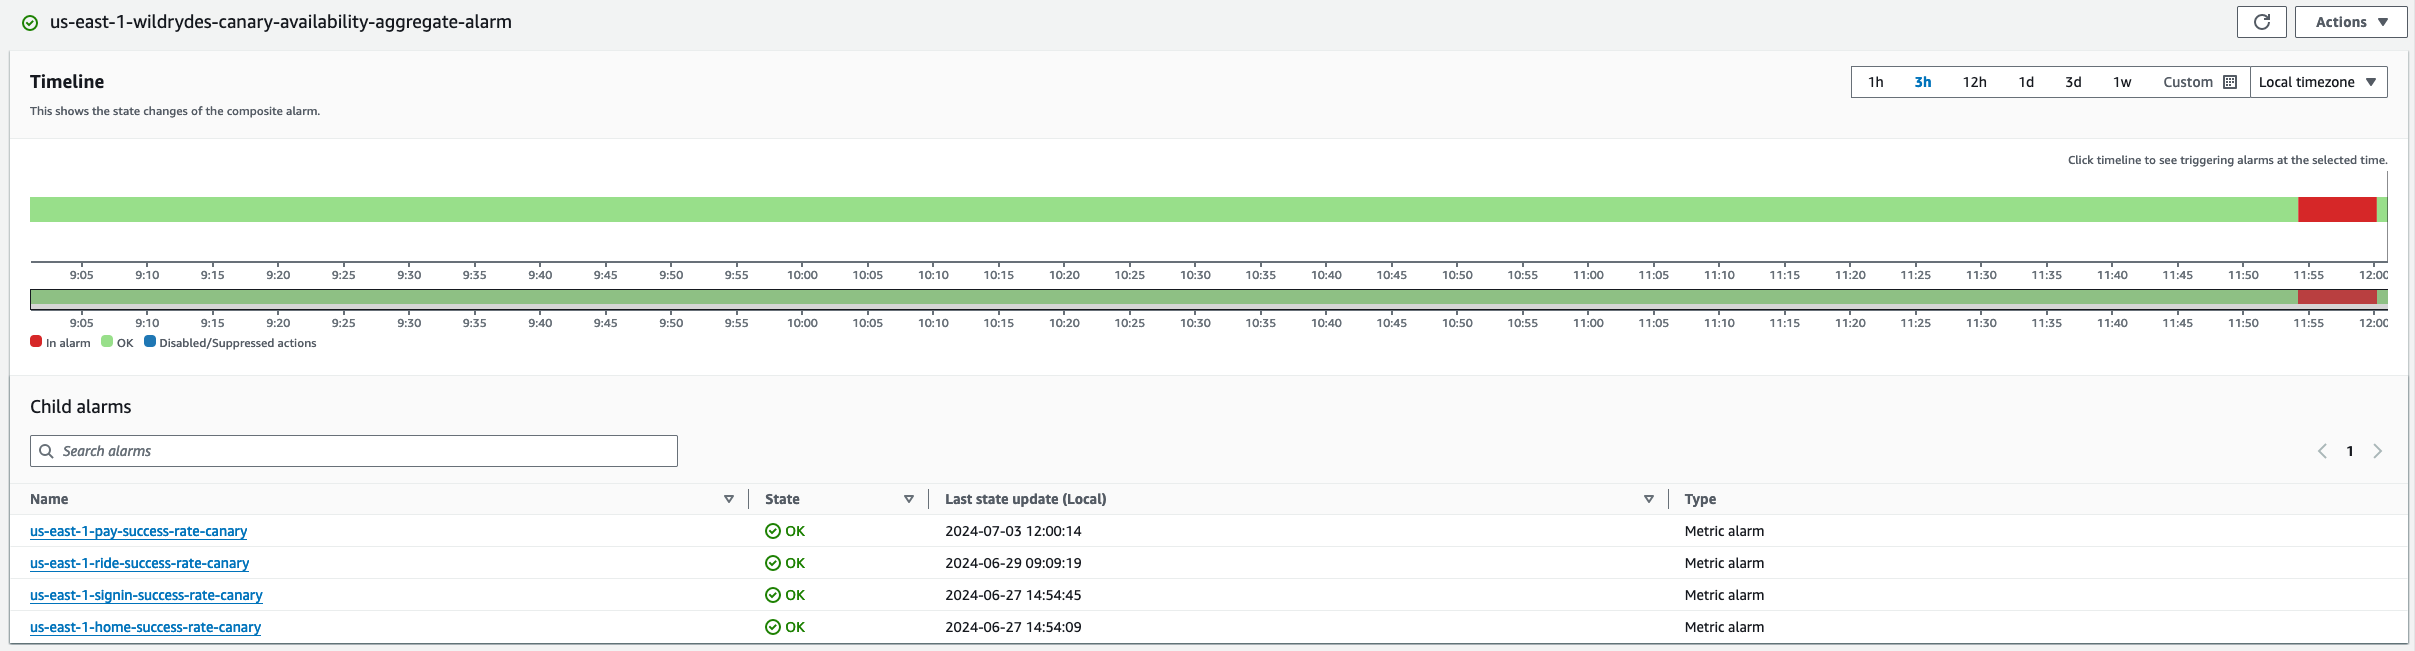 us-east-1-wildrydes-canary-availability-aggregate-alarm
Actions
Timeline
1h 3h 12h 1d 3d 1w Custom Local timezone
This shows the state changes of the composite alarm.
Click timeline to see triggering alarms at the selected time.
9:05 9:10 9:15 9:20 9:25 9:30 9:35 9:40 9:45 9:50 9:55 10:00 10:05 10:10 10:15 10:20 10:25 10:30 10:35 10:40 10:45 10:50 10:55 11:00 11:05 11:10 11:15 11:20 11:25 11:30 11:35 11:40 11:45 11:50 11:55 12:00
9:05 9:10 9:15 9:20 9:25 9:30 9:35 9:40 9:45 9:50 9:55 10:00 10:05 10:10 10:15 10:20 10:25 10:30 10:35 10:40 10:45 10:50 10:55 11:00 11:05 11:10 11:15 11:20 11:25 11:30 11:35 11:40 11:45 11:50 11:55 12:00
In alarm OK Disabled/Suppressed actions
Child alarms
Search alarms
1
Name State Last state update (Local) Type
us-east-1-pay-success-rate-canary OK 2024-07-03 12:00:14 Metric alarm
us-east-1-ride-success-rate-canary OK 2024-06-29 09:09:19 Metric alarm
us-east-1-signin-success-rate-canary OK 2024-06-27 14:54:45 Metric alarm
us-east-1-home-success-rate-canary OK 2024-06-27 14:54:09 Metric alarm